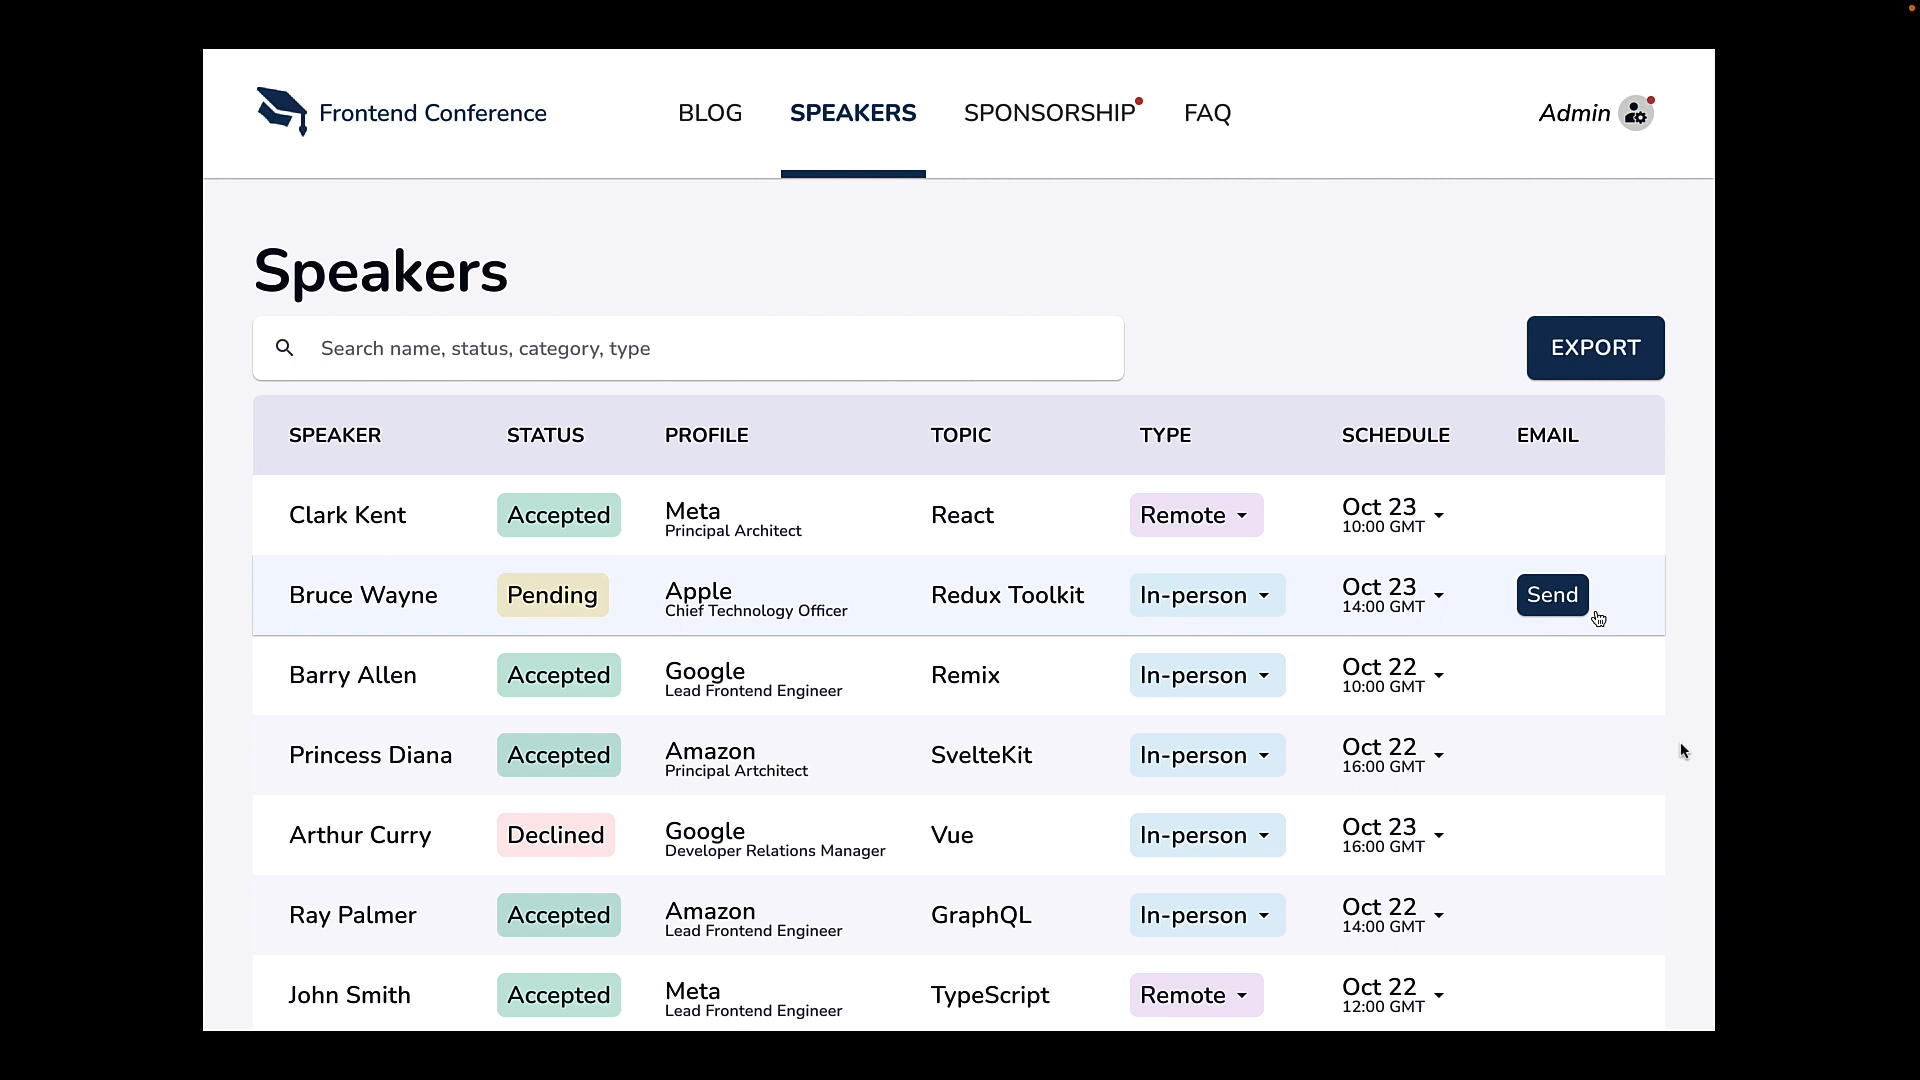 Frontend Conference BLOG SPEAKERS SPONSORSHIP FAQ Admin
Speakers
Search name, status, category, type EXPORT
SPEAKER STATUS PROFILE TOPIC TYPE SCHEDULE EMAIL
Clark Kent Accepted Meta React Remote Oct 23
Principal Architect 10:00 GMT
Bruce Wayne Pending Apple Redux Toolkit In-person Oct 23 Send
Chief Technology Officer 14:00 GMT
Barry Allen Accepted Google Remix In-person Oct 22
Lead Frontend Engineer 10:00 GMT
Princess Diana Accepted Amazon SvelteKit In-person Oct 22
Principal Artchitect 16:00 GMT
Arthur Curry Declined Google Vue In-person Oct 23
Developer Relations Manager 16:00 GMT
Ray Palmer Accepted Amazon GraphQL In-person Oct 22
Lead Frontend Engineer 14:00 GMT
John Smith Accepted Meta TypeScript Remote Oct 22
Lead Frontend Engineer 12:00 GMT